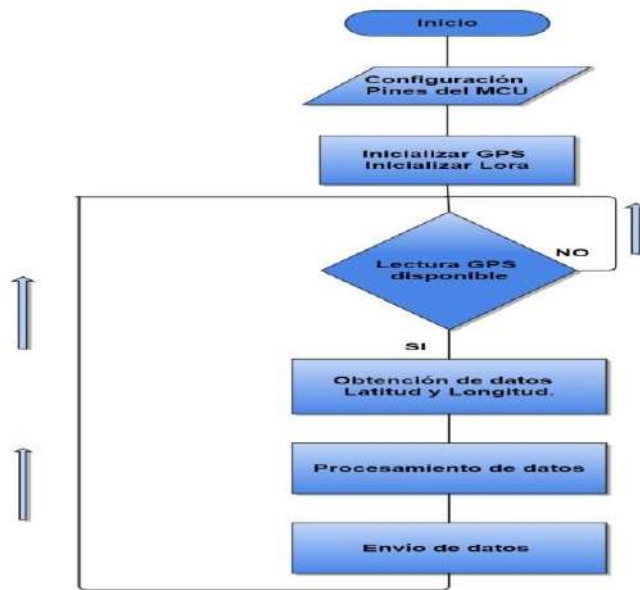 Inicio
Configuración
Pines del MCU
Inicializar GPS
Inicializar Lora
Lectura GPS
disponible
NO
SI
Obtención de datos
Latitud y Longitud.
Procesamiento de datos
Envío de datos